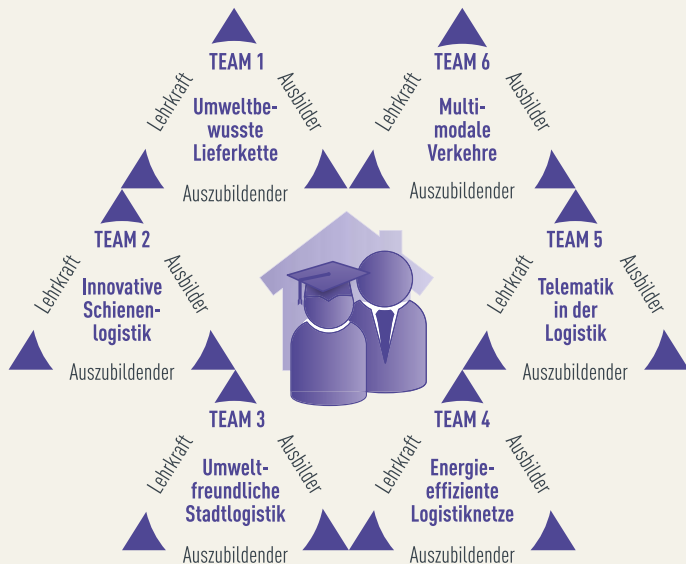 TEAM 1
Lehrkraft
Ausbilder
Umweltbe-
wusste
Lieferkette
Auszubildender
TEAM 6
Lehrkraft
Ausbilder
Multi-
modale
Verkehre
Auszubildender
TEAM 2
Lehrkraft
Ausbilder
Innovative
Schienen-
logistik
Auszubildender
TEAM 5
Lehrkraft
Ausbilder
Telematik
in der
Logistik
Auszubildender
TEAM 3
Lehrkraft
Ausbilder
Umwelt-
freundliche
Stadtlogistik
Auszubildender
TEAM 4
Lehrkraft
Ausbilder
Energie-
effiziente
Logistiknetze
Auszubildender